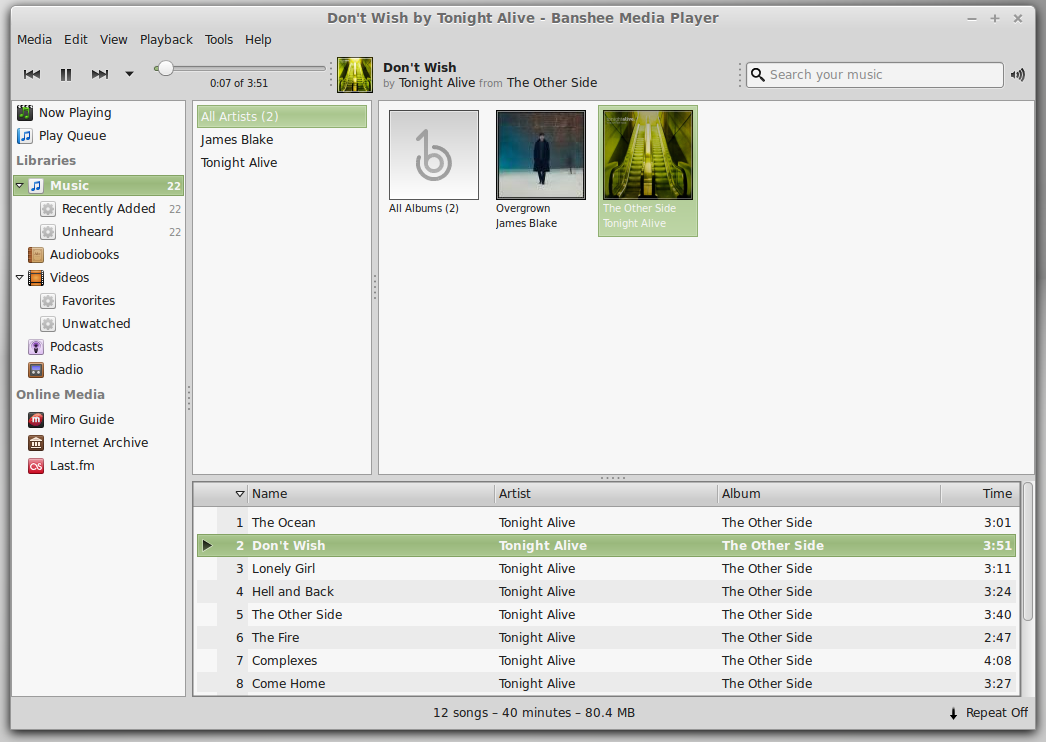 Don't Wish by Tonight Alive - Banshee Media Player
Media Edit View Playback Tools Help
0:07 of 3:51
Don't Wish
by Tonight Alive from The Other Side
Search your music
Now Playing
Play Queue
Libraries
Music 22
Recently Added 22
Unheard 22
Audiobooks
Videos
Favorites
Unwatched
Podcasts
Radio
Online Media
Miro Guide
Internet Archive
Last.fm
All Artists (2)
James Blake
Tonight Alive
All Albums (2)
Overgrown
James Blake
The Other Side
Tonight Alive
Name Artist Album Time
1 The Ocean Tonight Alive The Other Side 3:01
2 Don't Wish Tonight Alive The Other Side 3:51
3 Lonely Girl Tonight Alive The Other Side 3:11
4 Hell and Back Tonight Alive The Other Side 3:24
5 The Other Side Tonight Alive The Other Side 3:40
6 The Fire Tonight Alive The Other Side 2:47
7 Complexes Tonight Alive The Other Side 4:08
8 Come Home Tonight Alive The Other Side 3:27
12 songs – 40 minutes – 80.4 MB
Repeat Off